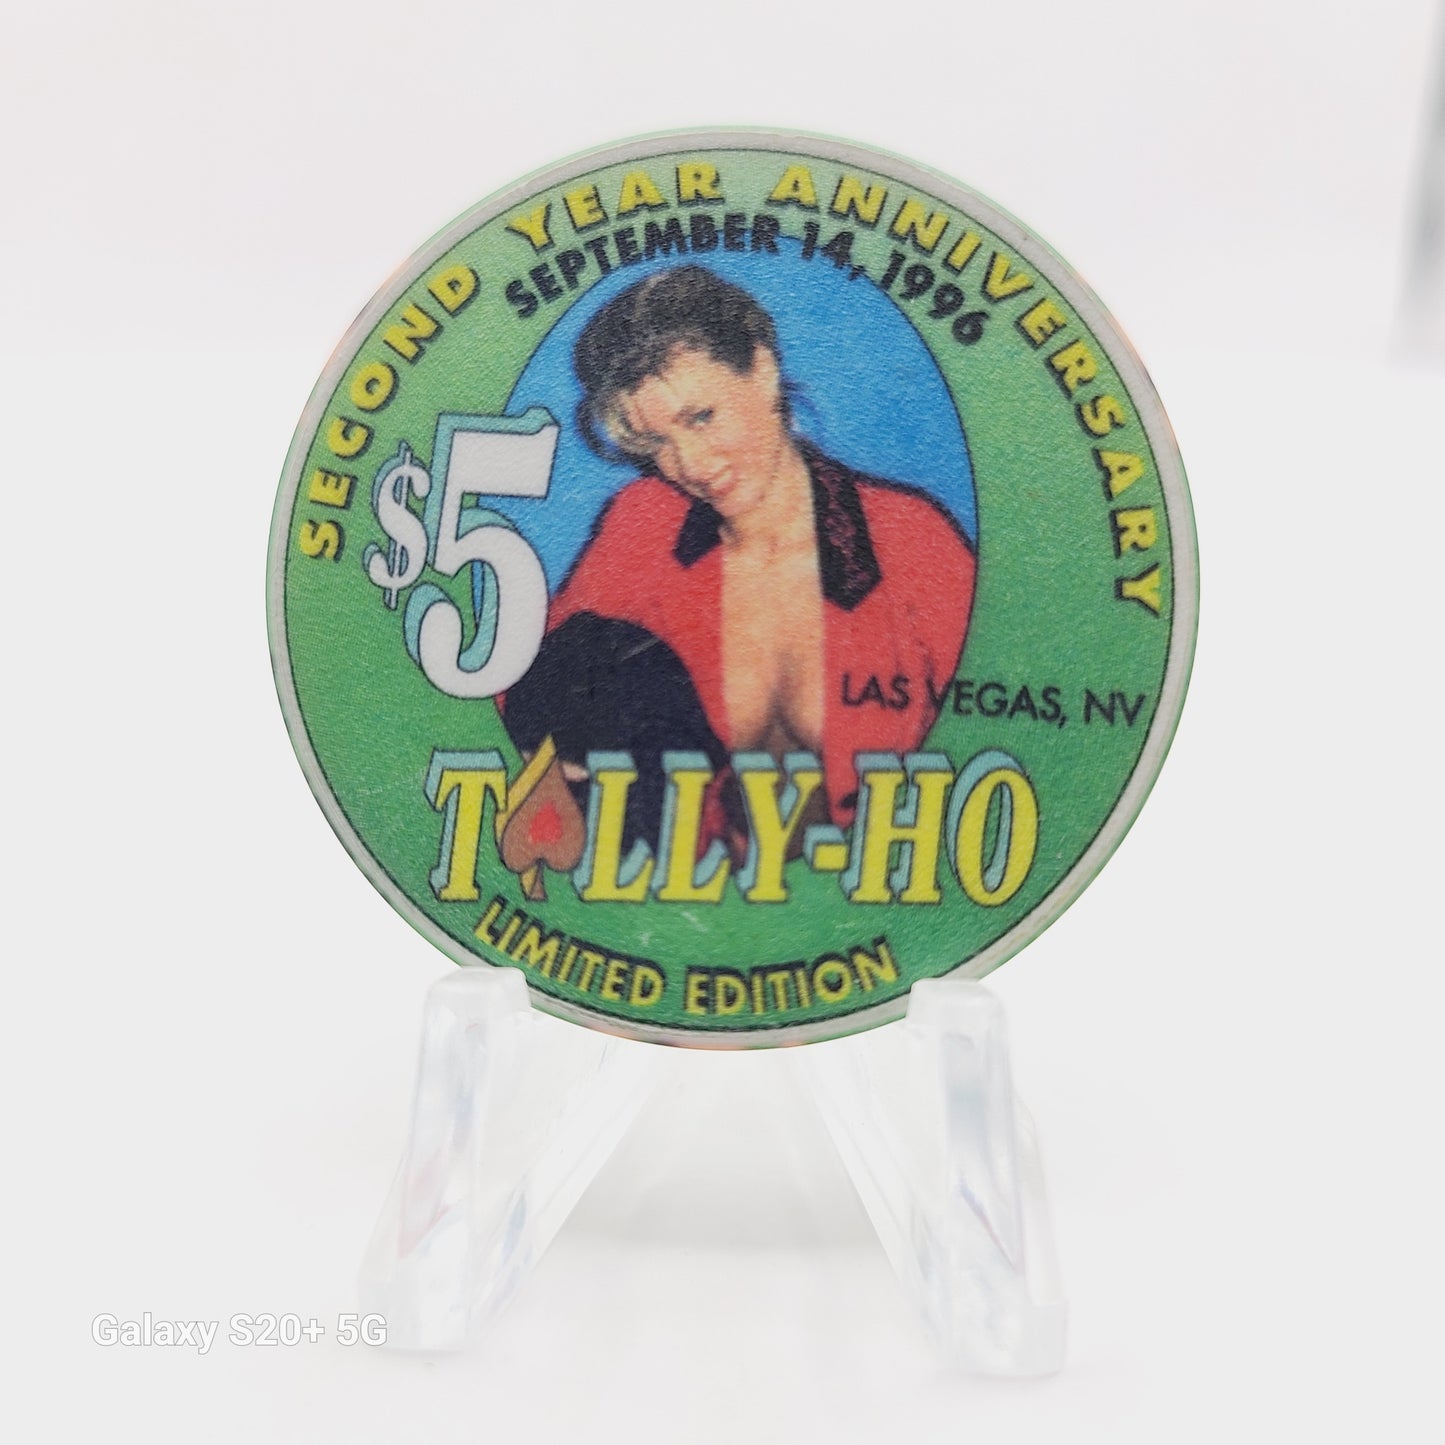 SECOND YEAR ANNIVERSARY
SEPTEMBER 14, 1996
$5
LAS VEGAS, NV
TALLY-HO
LIMITED EDITION
Galaxy S20+ 5G